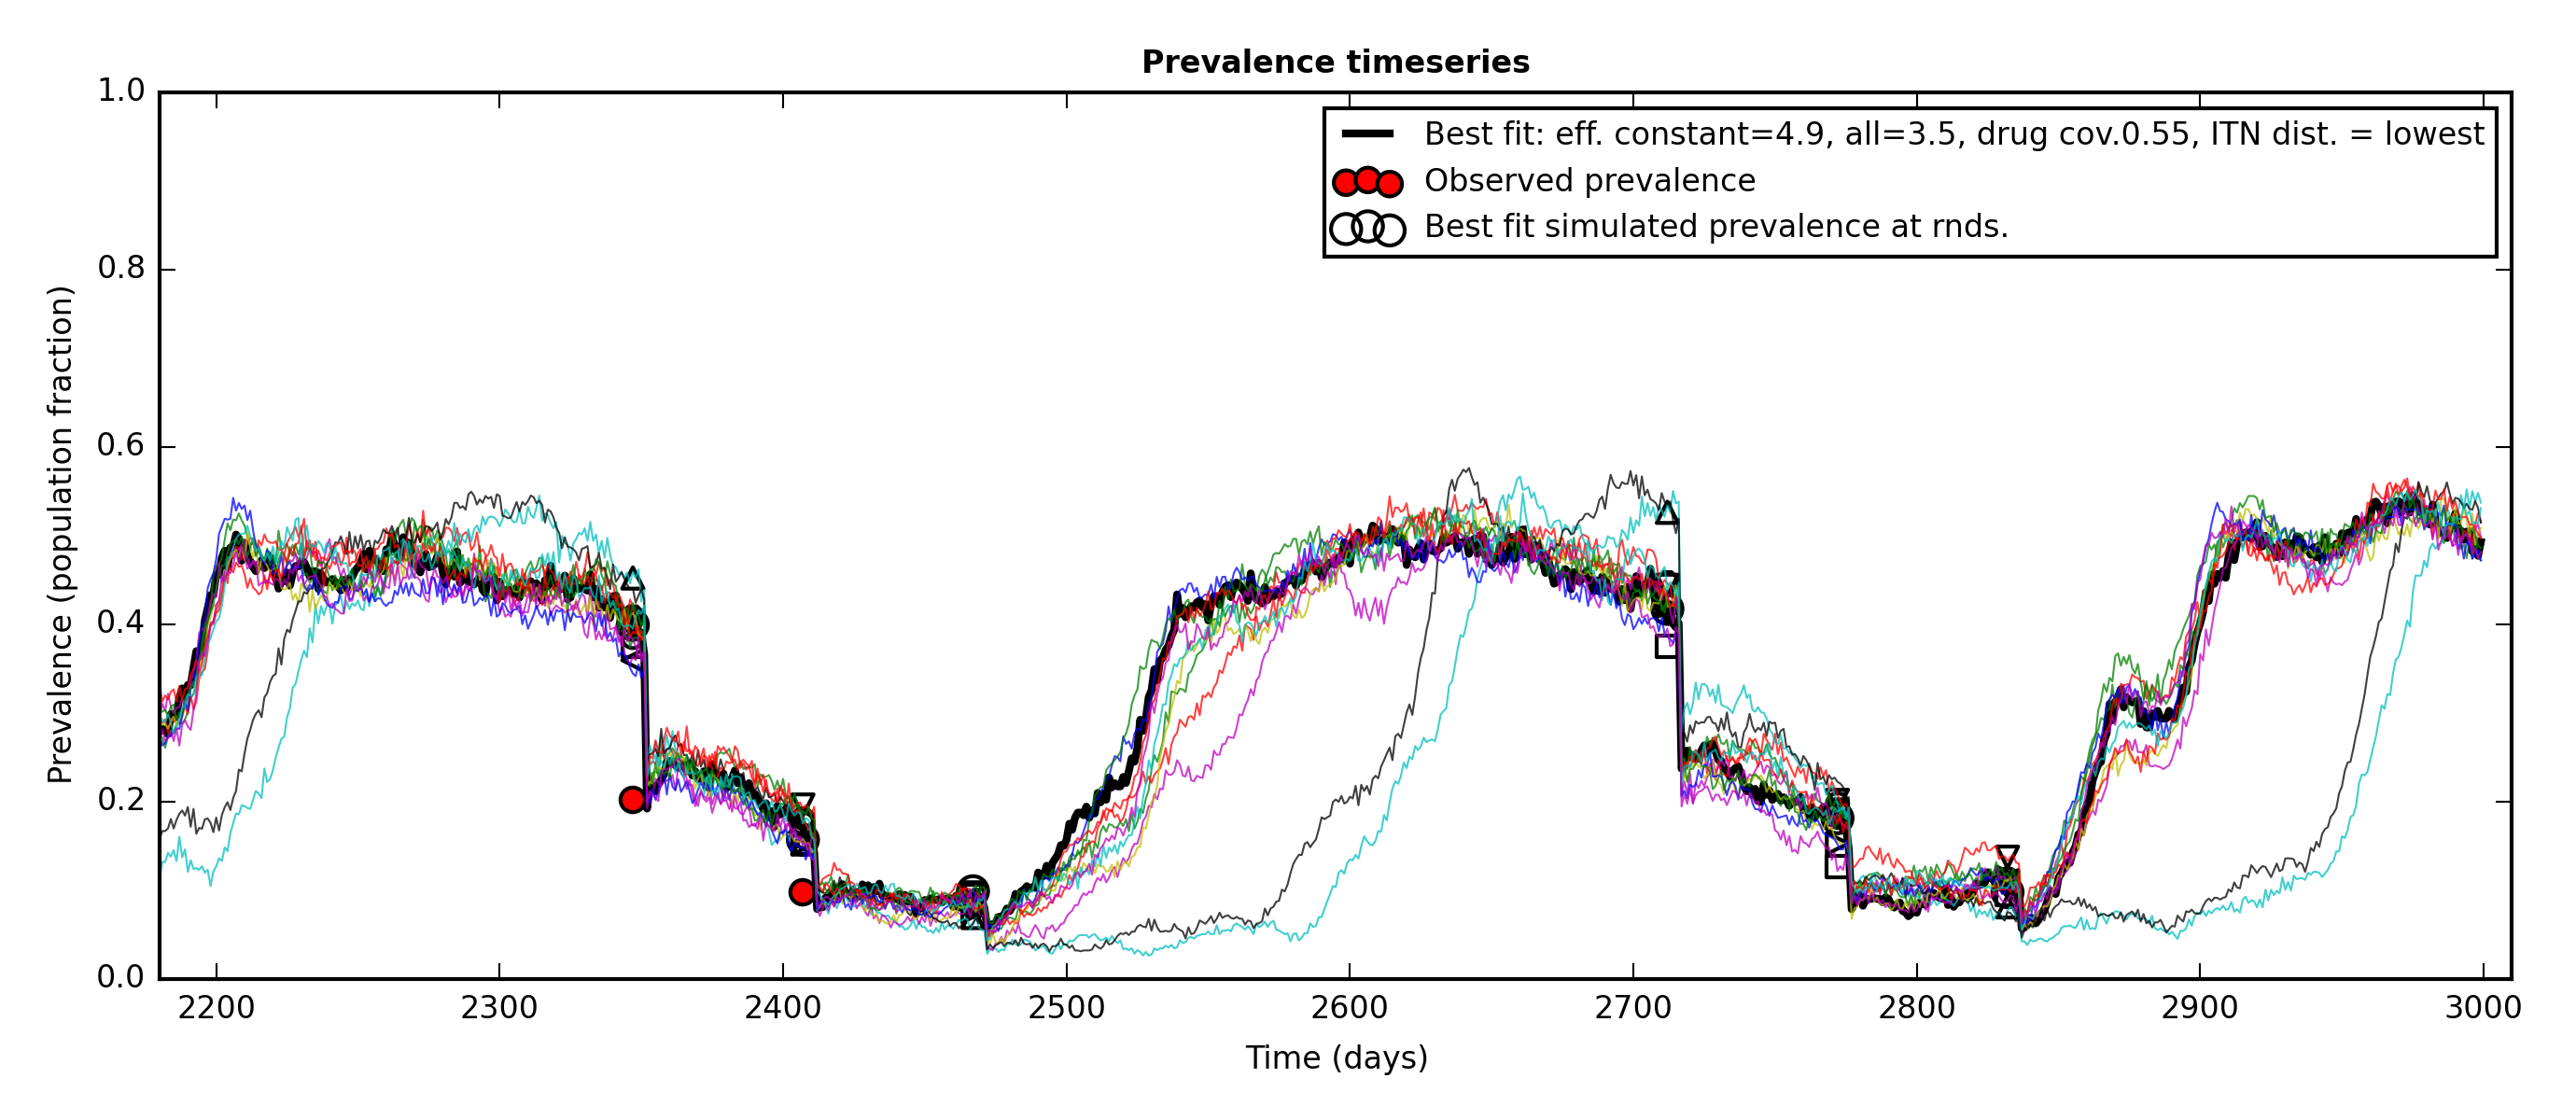 Prevalence timeseries
Best fit: eff. constant=4.9, all=3.5, drug cov.0.55, ITN dist. = lowest
Observed prevalence
Best fit simulated prevalence at rnds.
Prevalence (population fraction)
1.0
0.8
0.6
0.4
0.2
0.0
2200 2300 2400 2500 2600 2700 2800 2900 3000
Time (days)